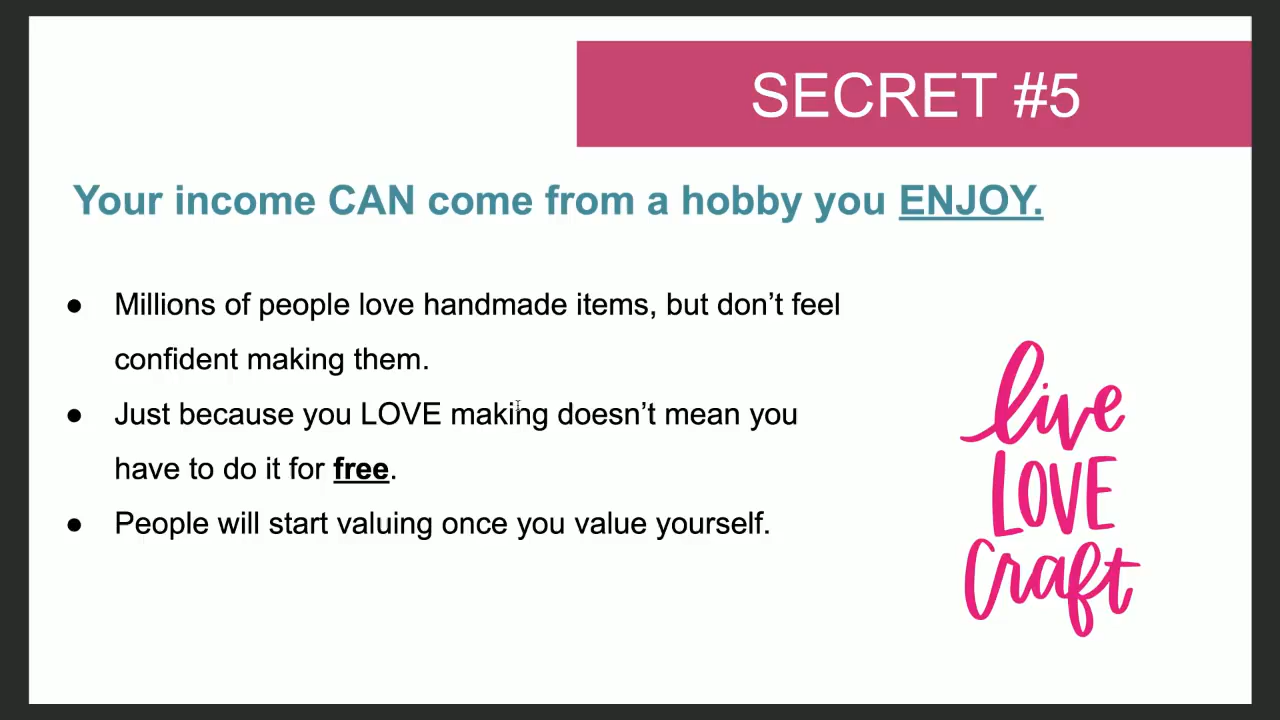 SECRET #5
Your income CAN come from a hobby you ENJOY.
● Millions of people love handmade items, but don’t feel
confident making them.
● Just because you LOVE making doesn’t mean you
have to do it for free.
● People will start valuing once you value yourself.
live
LOVE
Craft